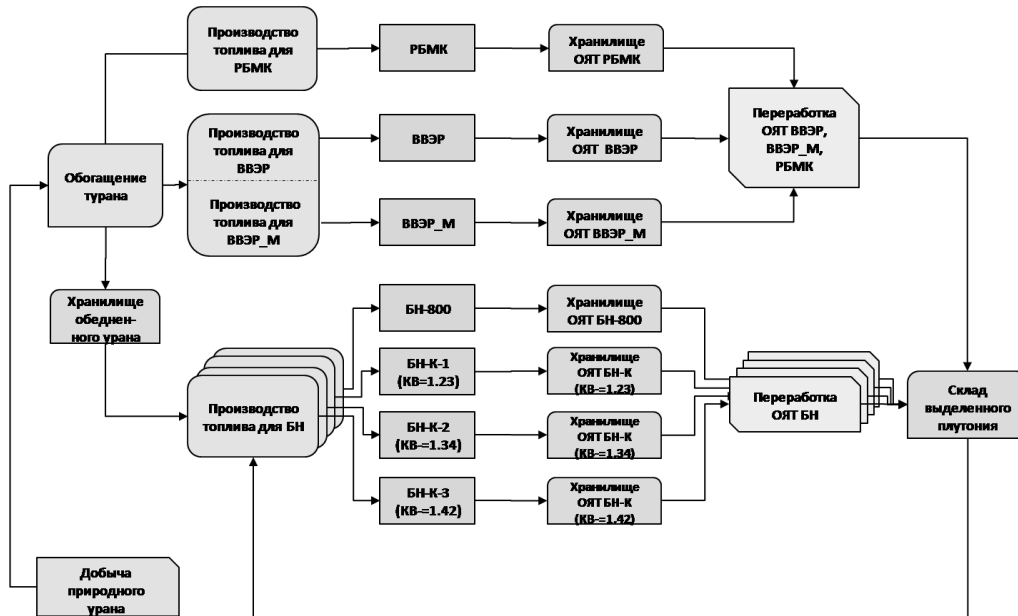 Производство
топлива для
РБМК
РБМК
Хранилище
ОЯТ РБМК
Производство
топлива для
ВВЭР
ВВЭР
Хранилище
ОЯТ ВВЭР
Переработка
ОЯТ ВВЭР,
ВВЭР_М,
РБМК
Обогащение
турана
Производство
топлива для
ВВЭР_М
ВВЭР_М
Хранилище
ОЯТ ВВЭР_М
Хранилище
обеднен-
ного урана
БН-800
Хранилище
ОЯТ БН-800
БН-К-1
(КВ=1.23)
Хранилище
ОЯТ БН-К
(КВ-=1.23)
Производство
топлива для БН
БН-К-2
(КВ-=1.34)
Хранилище
ОЯТ БН-К
(КВ-=1.34)
Переработка
ОЯТ БН
Склад
выделенного
плутония
БН-К-3
(КВ-=1.42)
Хранилище
ОЯТ БН-К
(КВ-=1.42)
Добыча
природного
урана